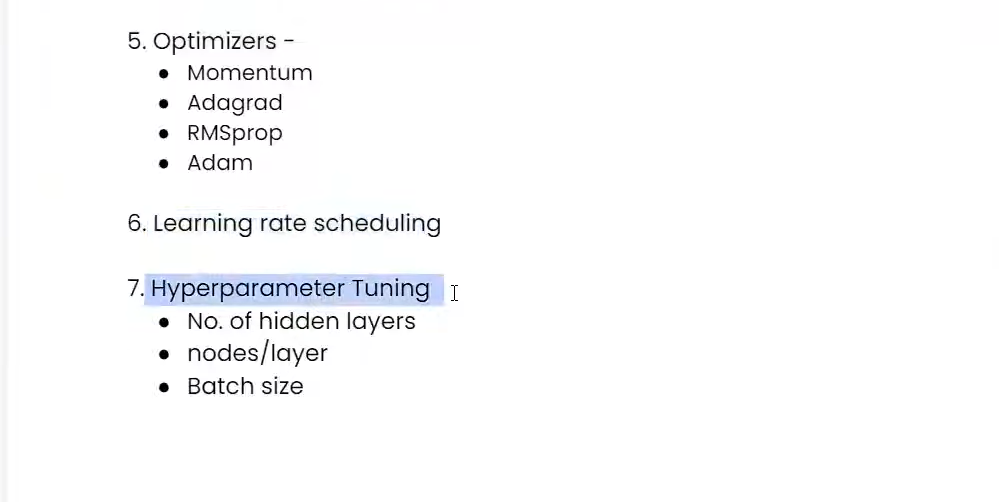 5. Optimizers -
● Momentum
● Adagrad
● RMSprop
● Adam
6. Learning rate scheduling
7. Hyperparameter Tuning
● No. of hidden layers
● nodes/layer
● Batch size